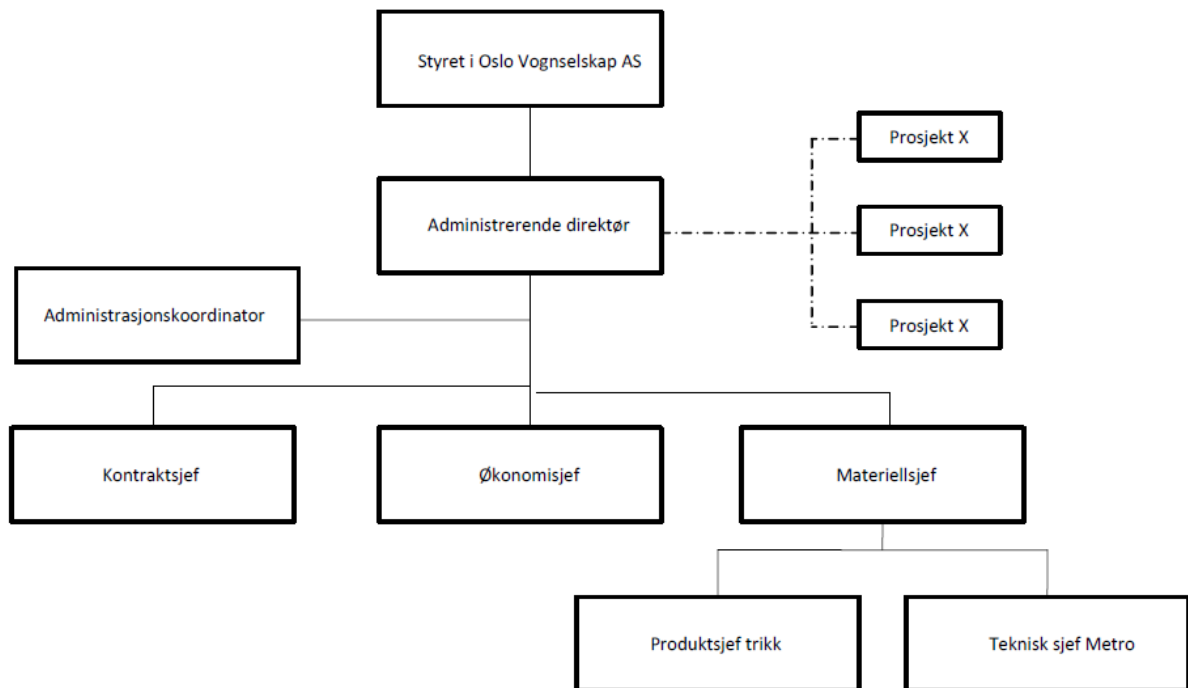 Styret i Oslo Vognselskap AS
Prosjekt X
Administrerende direktør
Prosjekt X
Administrasjonskoordinator
Prosjekt X
Kontraktsjef
Økonomisjef
Materiellsjef
Produktsjef trikk
Teknisk sjef Metro